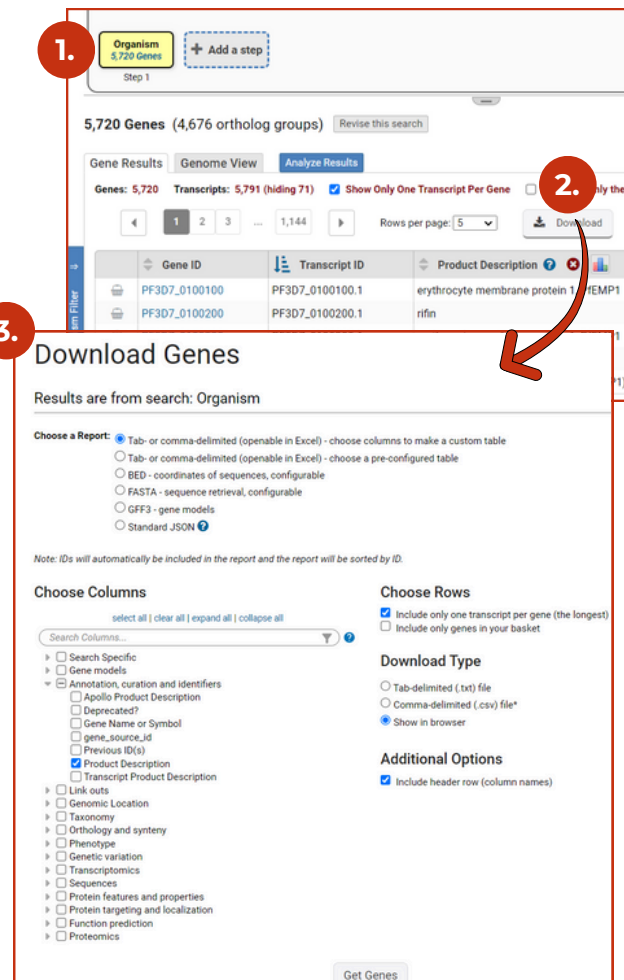 1.
Organism
5,720 Genes
Step 1
+ Add a step
5,720 Genes (4,676 ortholog groups) Revise this search
Gene Results Genome View Analyze Results
Genes: 5,720 Transcripts: 5,791 (hiding 71) Show Only One Transcript Per Gene
2.
1 2 3 ... 1,144 Rows per page: 5 Download
Gene ID Transcript ID Product Description
PF3D7_0100100 PF3D7_0100100.1 erythrocyte membrane protein 1
PF3D7_0100200 PF3D7_0100200.1 rifin
3.
Download Genes
Results are from search: Organism
Choose a Report: Tab- or comma-delimited (openable in Excel) - choose columns to make a custom table
Tab- or comma-delimited (openable in Excel) - choose a pre-configured table
BED - coordinates of sequences, configurable
FASTA - sequence retrieval, configurable
GFF3 - gene models
Standard JSON ?
Note: IDs will automatically be included in the report and the report will be sorted by ID.
Choose Columns
select all | clear all | expand all | collapse all
Search Columns...
Search Specific
Gene models
Annotation, curation and identifiers
Apollo Product Description
Deprecated?
Gene Name or Symbol
gene_source_id
Previous ID(s)
Product Description
Transcript Product Description
Link outs
Genomic Location
Taxonomy
Orthology and synteny
Phenotype
Genetic variation
Transcriptomics
Sequences
Protein features and properties
Protein targeting and localization
Function prediction
Proteomics
Choose Rows
Include only one transcript per gene (the longest)
Include only genes in your basket
Download Type
Tab-delimited (.txt) file
Comma-delimited (.csv) file*
Show in browser
Additional Options
Include header row (column names)
Get Genes